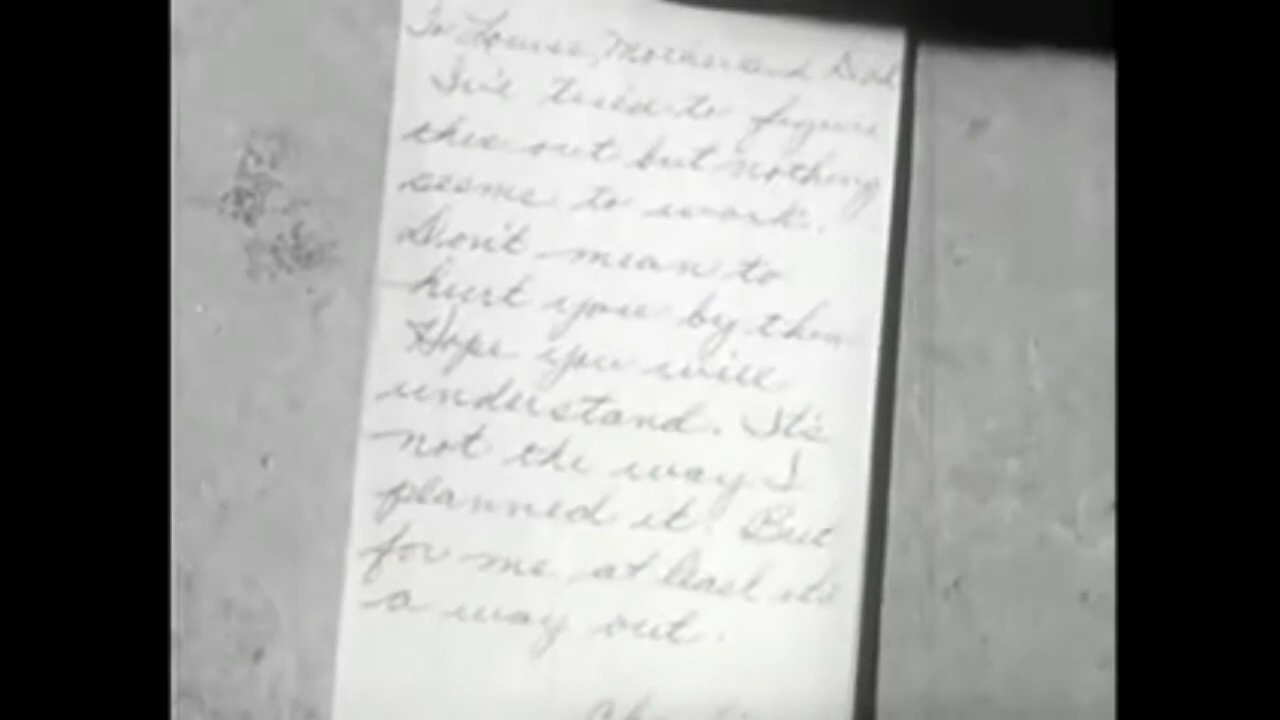 To Louise, Mother and Dad
I've tried to figure
this out but nothing
seems to work.
Don't mean to
hurt you by this
Hope you will
understand. It's
not the way I
planned it. But
for me, at least it's
a way out.